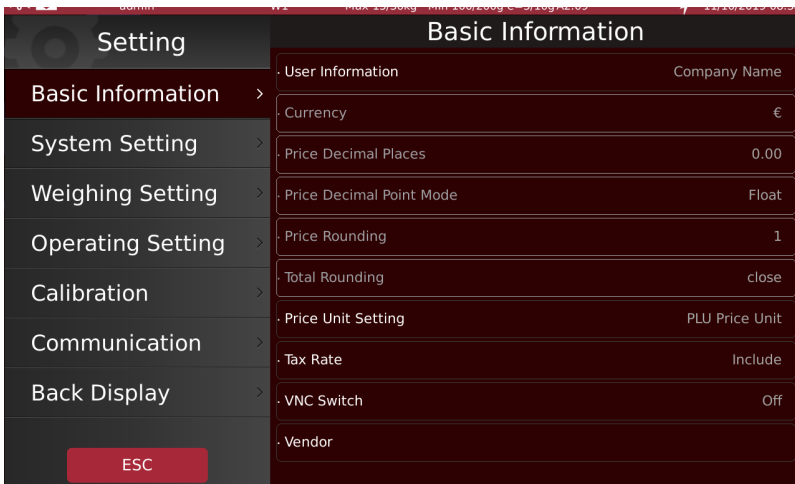 admin
Setting
Basic Information
System Setting
Weighing Setting
Operating Setting
Calibration
Communication
Back Display
ESC
Basic Information
User Information Company Name
Currency €
Price Decimal Places 0.00
Price Decimal Point Mode Float
Price Rounding 1
Total Rounding close
Price Unit Setting PLU Price Unit
Tax Rate Include
VNC Switch Off
Vendor